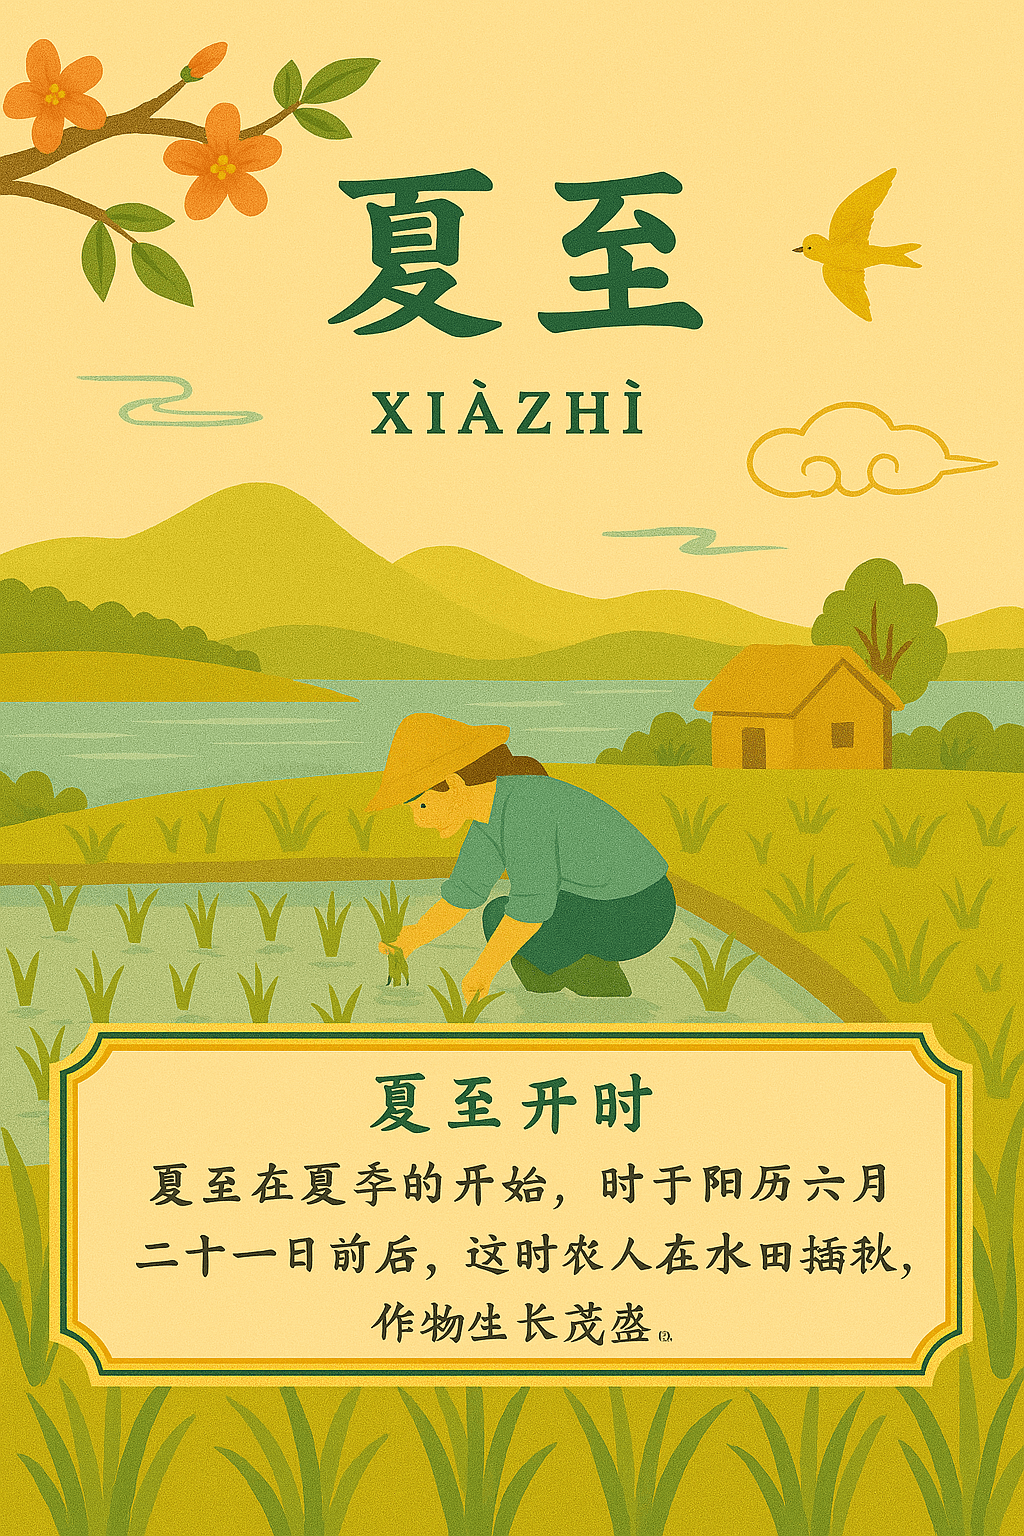 夏至
XIÀZHÌ
夏至开时
夏至在夏季的开始，时于阳历六月
二十一日前后，这时农人在水田插秋，
作物生长茂盛